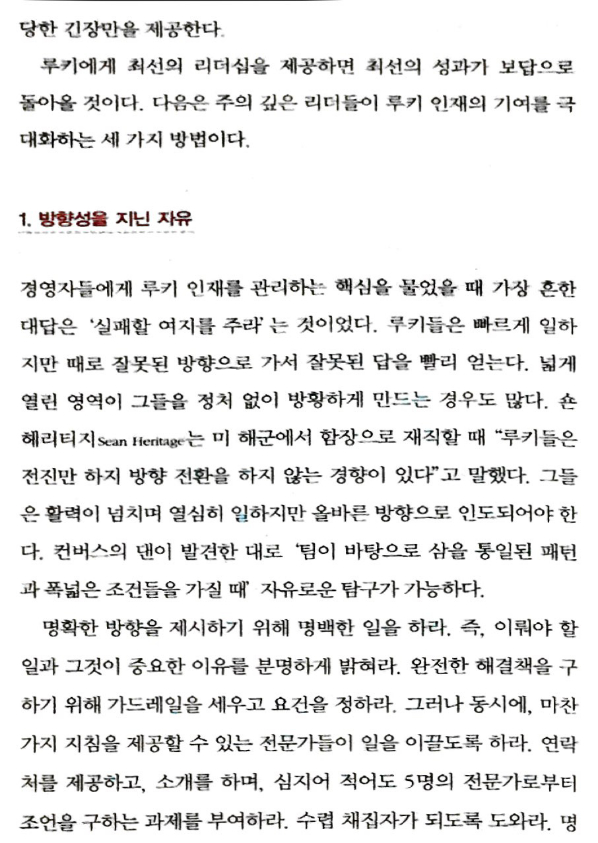 당한 긴장만을 제공한다.
루키에게 최선의 리더십을 제공하면 최선의 성과가 보답으로
돌아올 것이다. 다음은 주의 깊은 리더들이 루키 인재의 기여를 극
대화하는 세 가지 방법이다.
1. 방향성을 지닌 자유
경영자들에게 루키 인재를 관리하는 핵심을 물었을 때 가장 흔한
대답은 ‘실패할 여지를 주라’는 것이었다. 루키들은 빠르게 일하
지만 때로 잘못된 방향으로 가서 잘못된 답을 빨리 얻는다. 넓게
열린 영역이 그들을 정처 없이 방황하게 만드는 경우도 많다. 숀
헤리티지Sean Heritage는 미 해군에서 함장으로 재직할 때 “루키들은
전진만 하지 방향 전환을 하지 않는 경향이 있다”고 말했다. 그들
은 활력이 넘치며 열심히 일하지만 올바른 방향으로 인도되어야 한
다. 컨버스의 댄이 발견한 대로 ‘팀이 바탕으로 삼을 통일된 패턴
과 폭넓은 조건들을 가질 때’ 자유로운 탐구가 가능하다.
명확한 방향을 제시하기 위해 명백한 일을 하라. 즉, 이뤄야 할
일과 그것이 중요한 이유를 분명하게 밝혀라. 완전한 해결책을 구
하기 위해 가드레일을 세우고 요건을 정하라. 그러나 동시에, 마찬
가지 지침을 제공할 수 있는 전문가들이 일을 이끌도록 하라. 연락
처를 제공하고, 소개를 하며, 심지어 적어도 5명의 전문가로부터
조언을 구하는 과제를 부여하라. 수렵 채집자가 되도록 도와라. 명